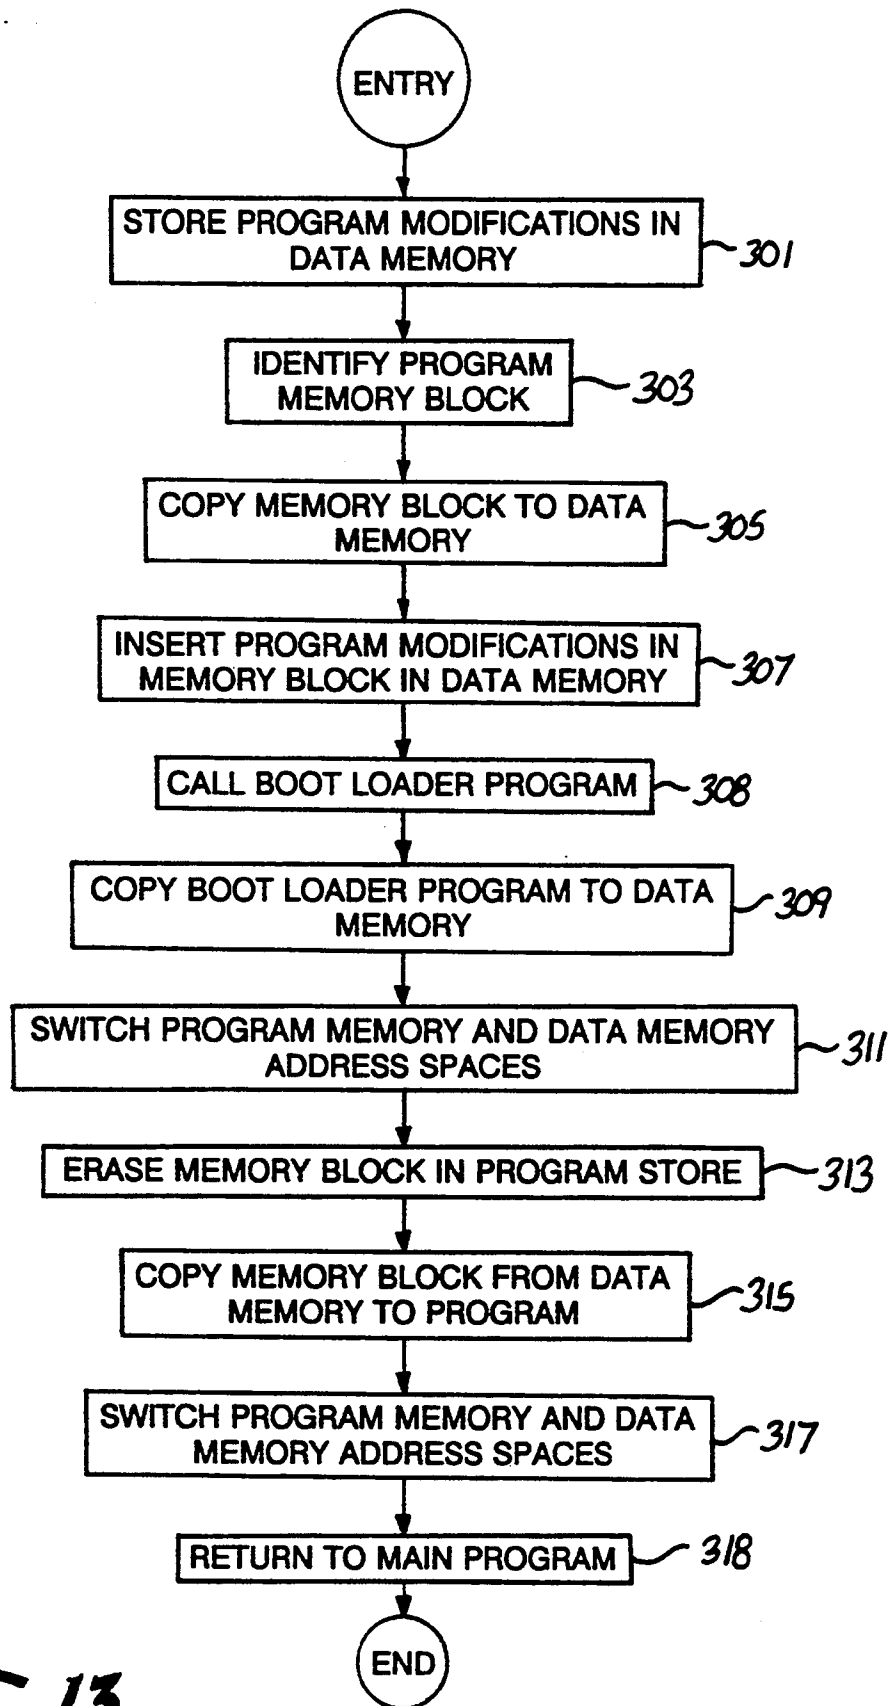 ENTRY
STORE PROGRAM MODIFICATIONS IN
DATA MEMORY
301
IDENTIFY PROGRAM
MEMORY BLOCK
303
COPY MEMORY BLOCK TO DATA
MEMORY
305
INSERT PROGRAM MODIFICATIONS IN
MEMORY BLOCK IN DATA MEMORY
307
CALL BOOT LOADER PROGRAM
308
COPY BOOT LOADER PROGRAM TO DATA
MEMORY
309
SWITCH PROGRAM MEMORY AND DATA MEMORY
ADDRESS SPACES
311
ERASE MEMORY BLOCK IN PROGRAM STORE
313
COPY MEMORY BLOCK FROM DATA
MEMORY TO PROGRAM
315
SWITCH PROGRAM MEMORY AND DATA
MEMORY ADDRESS SPACES
317
RETURN TO MAIN PROGRAM
318
END
13